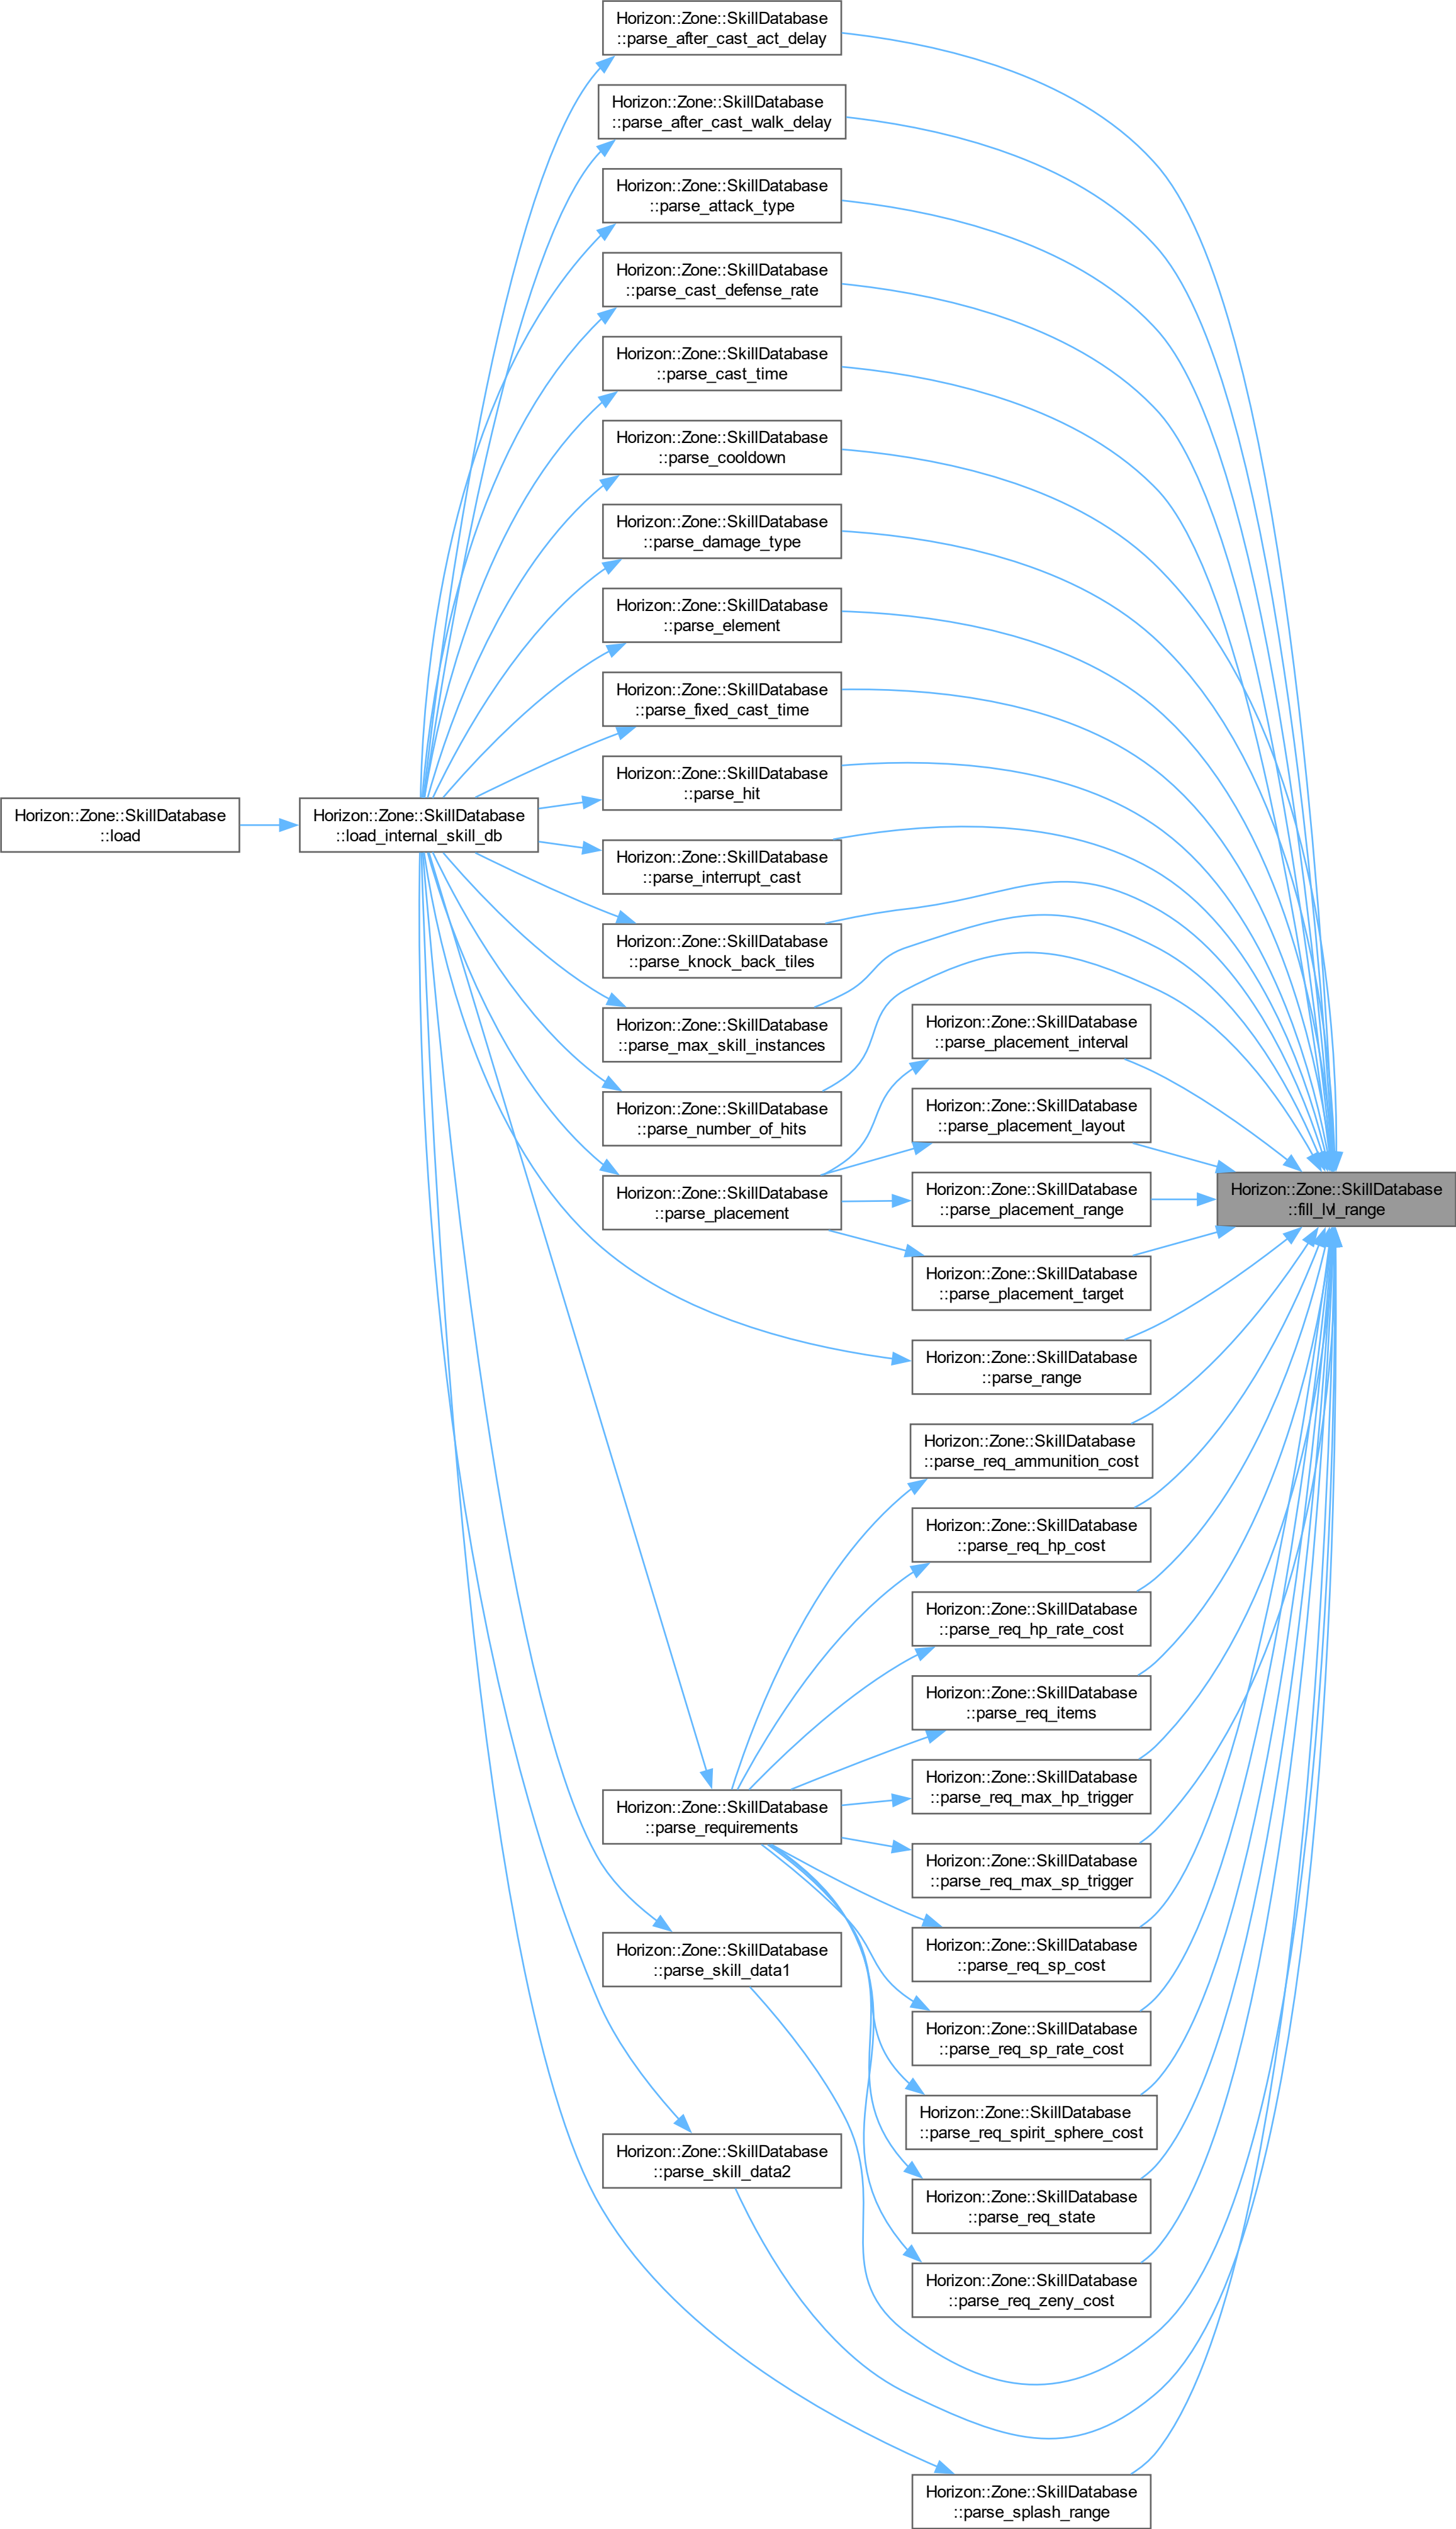 Horizon::Zone::SkillDatabase
::parse_after_cast_act_delay
Horizon::Zone::SkillDatabase
::parse_after_cast_walk_delay
Horizon::Zone::SkillDatabase
::parse_attack_type
Horizon::Zone::SkillDatabase
::parse_cast_defense_rate
Horizon::Zone::SkillDatabase
::parse_cast_time
Horizon::Zone::SkillDatabase
::parse_cooldown
Horizon::Zone::SkillDatabase
::parse_damage_type
Horizon::Zone::SkillDatabase
::parse_element
Horizon::Zone::SkillDatabase
::parse_fixed_cast_time
Horizon::Zone::SkillDatabase
::parse_hit
Horizon::Zone::SkillDatabase
::load
Horizon::Zone::SkillDatabase
::load_internal_skill_db
Horizon::Zone::SkillDatabase
::parse_interrupt_cast
Horizon::Zone::SkillDatabase
::parse_knock_back_tiles
Horizon::Zone::SkillDatabase
::parse_max_skill_instances
Horizon::Zone::SkillDatabase
::parse_placement_interval
Horizon::Zone::SkillDatabase
::parse_number_of_hits
Horizon::Zone::SkillDatabase
::parse_placement_layout
Horizon::Zone::SkillDatabase
::parse_placement
Horizon::Zone::SkillDatabase
::parse_placement_range
Horizon::Zone::SkillDatabase
::fill_lvl_range
Horizon::Zone::SkillDatabase
::parse_placement_target
Horizon::Zone::SkillDatabase
::parse_range
Horizon::Zone::SkillDatabase
::parse_req_ammunition_cost
Horizon::Zone::SkillDatabase
::parse_req_hp_cost
Horizon::Zone::SkillDatabase
::parse_req_hp_rate_cost
Horizon::Zone::SkillDatabase
::parse_req_items
Horizon::Zone::SkillDatabase
::parse_req_max_hp_trigger
Horizon::Zone::SkillDatabase
::parse_requirements
Horizon::Zone::SkillDatabase
::parse_req_max_sp_trigger
Horizon::Zone::SkillDatabase
::parse_req_sp_cost
Horizon::Zone::SkillDatabase
::parse_skill_data1
Horizon::Zone::SkillDatabase
::parse_req_sp_rate_cost
Horizon::Zone::SkillDatabase
::parse_req_spirit_sphere_cost
Horizon::Zone::SkillDatabase
::parse_skill_data2
Horizon::Zone::SkillDatabase
::parse_req_state
Horizon::Zone::SkillDatabase
::parse_req_zeny_cost
Horizon::Zone::SkillDatabase
::parse_splash_range